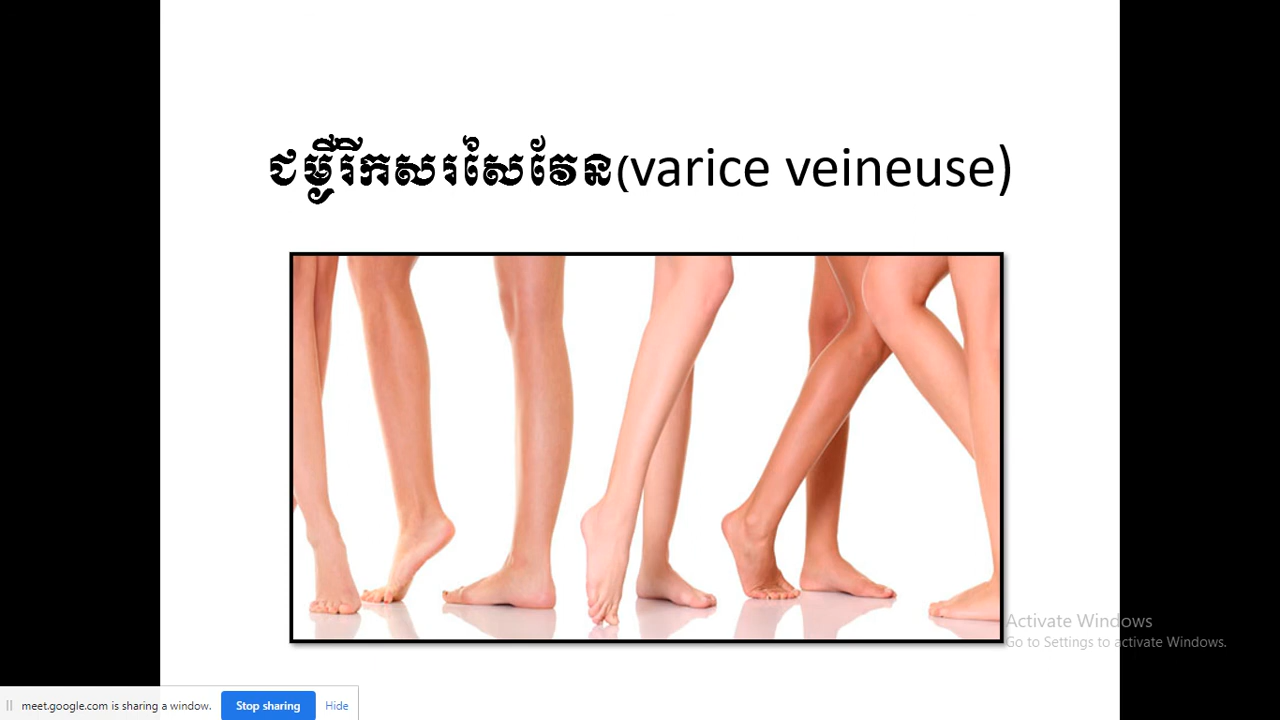 ជម្ងឺរីកសរសៃវ៉ែន(varice veineuse)
Activate Windows
Go to Settings to activate Windows.
meet.google.com is sharing a window.
Stop sharing
Hide